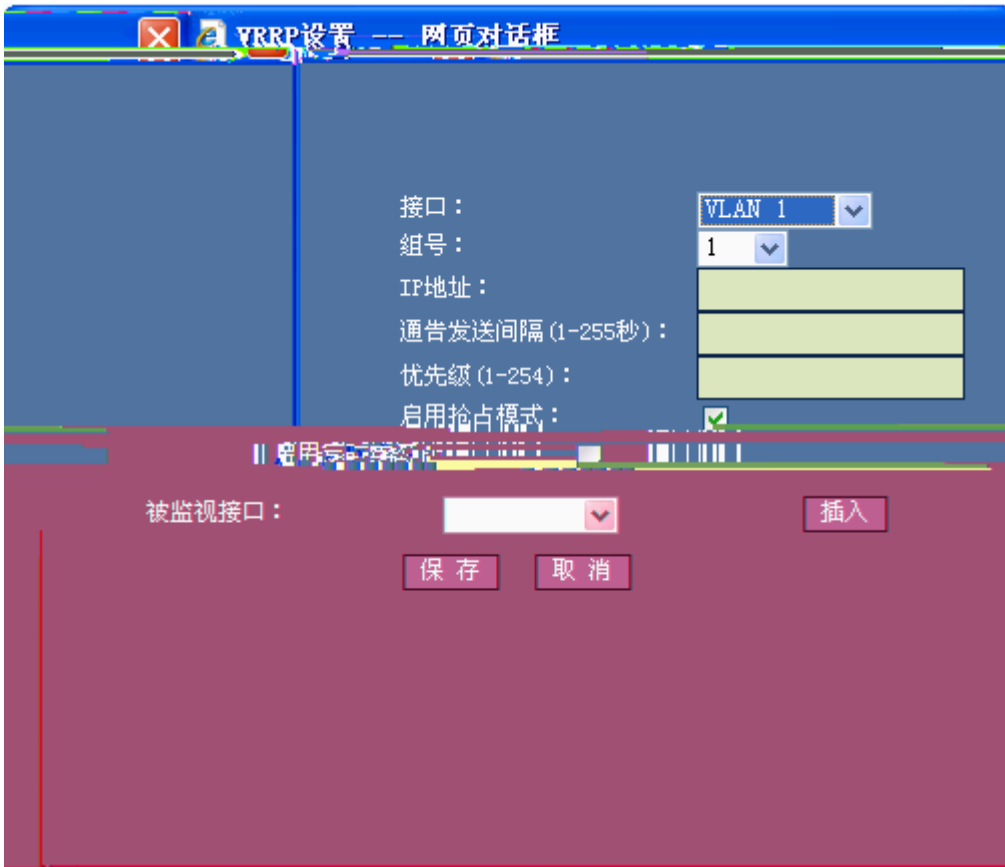 VRRP设置 -- 网页对话框
接口： VLAN 1
组号： 1
IP地址：
通告发送间隔(1-255秒)：
优先级(1-254)：
启用抢占模式：
启用
被监视接口： 插入
保 存 取 消